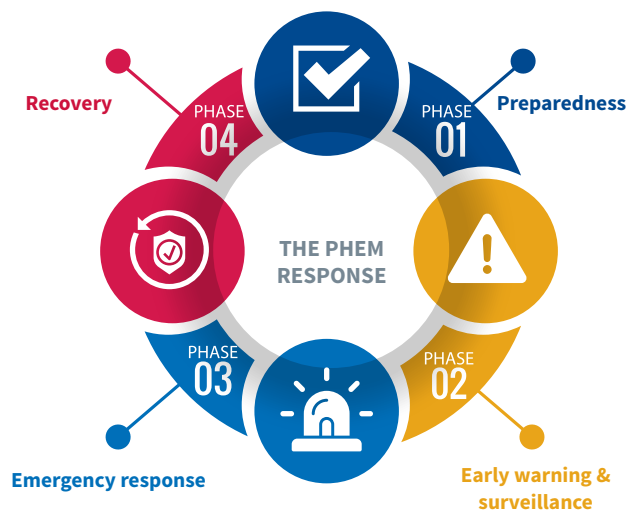 PHASE
01
Preparedness
PHASE
02
Early warning &
surveillance
PHASE
03
Emergency response
PHASE
04
Recovery
THE PHEM
RESPONSE